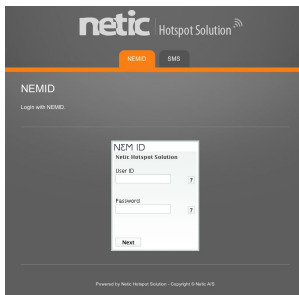 netic Hotspot Solution
NEMID SMS
NEMID
Login with NEMID.
NEM ID
Netic Hotspot Solution
User ID
?
Password
?
Next
Powered by Netic Hotspot Solution - Copyright © Netic A/S